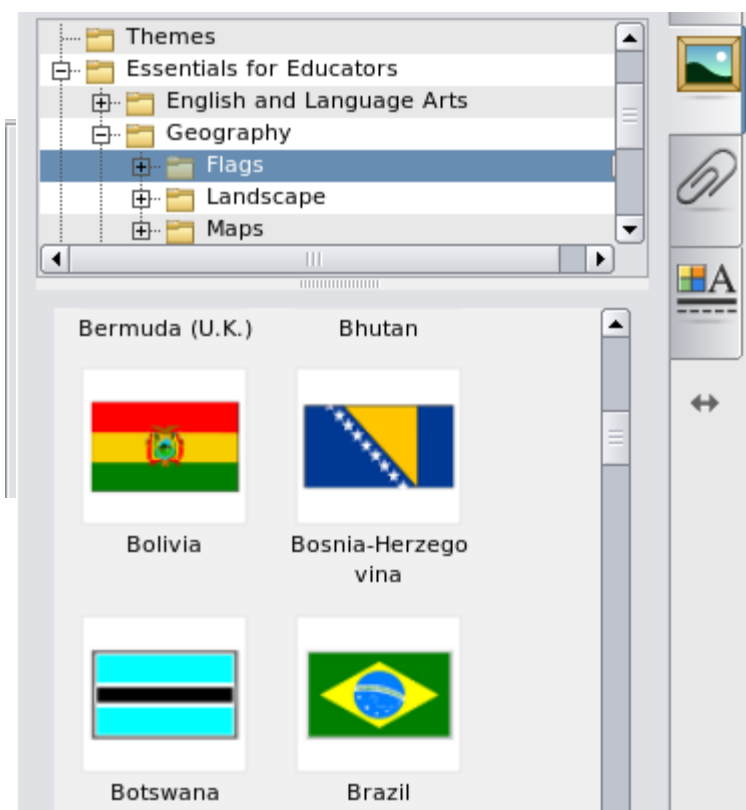 Themes
Essentials for Educators
English and Language Arts
Geography
Flags
Landscape
Maps
A
Bermuda (U.K.)
Bhutan
Bolivia
Bosnia-Herzego
vina
Botswana
Brazil